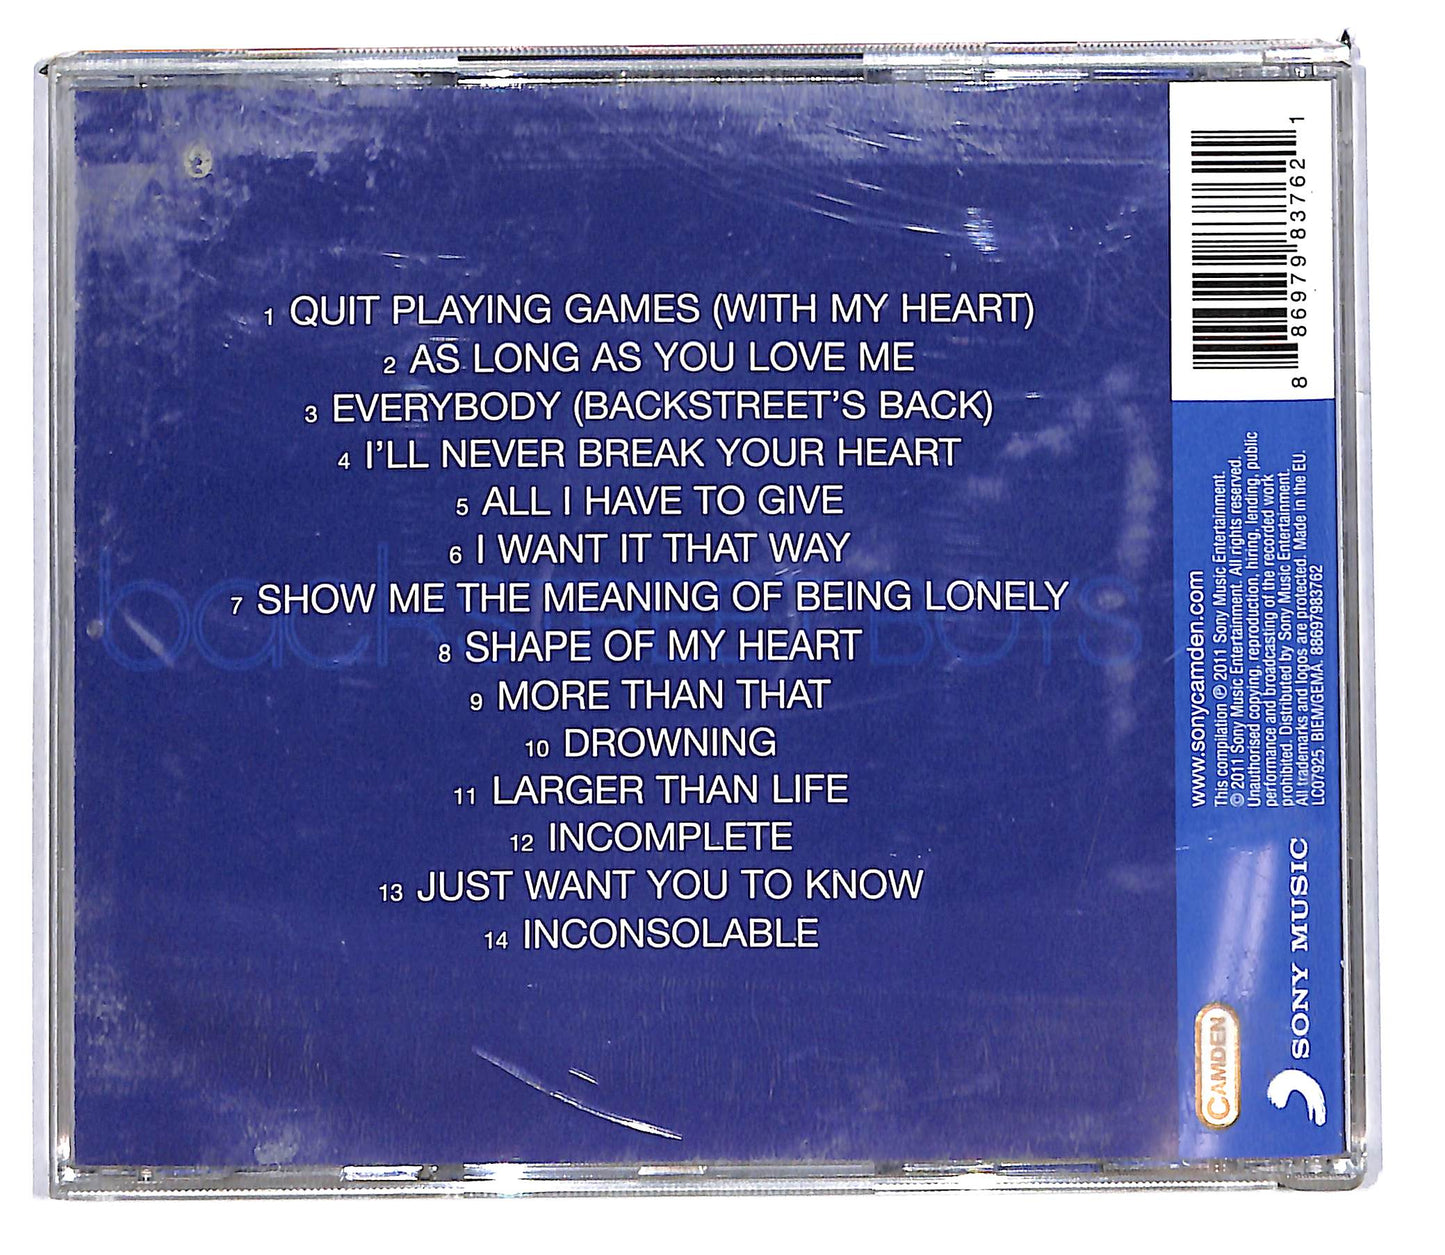 1 QUIT PLAYING GAMES (WITH MY HEART)
2 AS LONG AS YOU LOVE ME
3 EVERYBODY (BACKSTREET'S BACK)
4 I'LL NEVER BREAK YOUR HEART
5 ALL I HAVE TO GIVE
6 I WANT IT THAT WAY
7 SHOW ME THE MEANING OF BEING LONELY
8 SHAPE OF MY HEART
9 MORE THAN THAT
10 DROWNING
11 LARGER THAN LIFE
12 INCOMPLETE
13 JUST WANT YOU TO KNOW
14 INCONSOLABLE
backstreet BOYS
8 86979 83762 1
www.sonycamden.com
This compilation ℗ 2011 Sony Music Entertainment.
© 2011 Sony Music Entertainment. All rights reserved.
Unauthorised copying, reproduction, hiring, lending, public
performance and broadcasting of the recorded work
prohibited. Distributed by Sony Music Entertainment.
All trademarks and logos are protected. Made in the EU.
LC07925. BIEM/GEMA. 88697983762
CAMDEN
SONY MUSIC